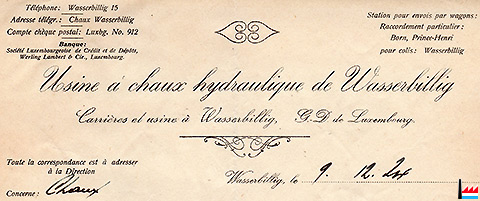 Téléphone: Wasserbillig 15
Adresse télégr.: Chaux Wasserbillig
Compte chèque postal: Luxbg. No. 912
Banque:
Société Luxembourgeoise de Crédit et de Dépôts,
Werling Lambert & Cie., Luxembourg.
Station pour envois par wagons:
Raccordement particulier:
Born, Prince-Henri
pour colis: Wasserbillig
Usine à chaux hydraulique de Wasserbillig
Carrières et usine à Wasserbillig, G. D. de Luxembourg.
Toute la correspondance est à adresser
à la Direction
Concerne: Chaux
Wasserbillig, le 9. 12. 24